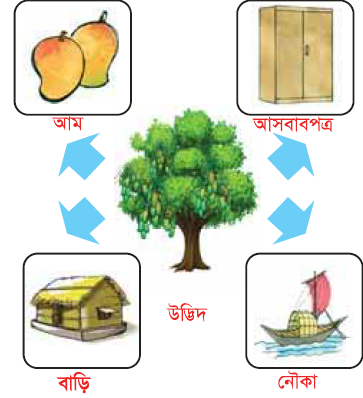 আম
আসবাবপত্র
উদ্ভিদ
বাড়ি
নৌকা